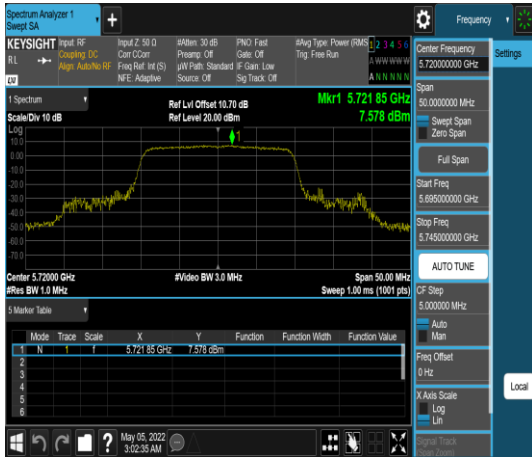 Spectrum Analyzer 1
Swept SA
Frequency
KEYSIGHT
Input: RF
Input Z: 50 Ω
#Atten: 30 dB
PNO: Fast
#Avg Type: Power (RMS
1 2 3 4 5 6
RL
Coupling: DC
Corr CCorr
Preamp: Off
Gate: Off
Trig: Free Run
A W W W W W
Align: Auto/No RF
Freq Ref: Int (S)
µW Path: Standard
IF Gain: Low
NFE: Adaptive
Source: Off
Sig Track: Off
A N N N N N
LXI
1 Spectrum
Ref Lvl Offset 10.70 dB
Mkr1 5.721 85 GHz
Scale/Div 10 dB
Ref Level 20.00 dBm
7.578 dBm
Log
1
10.0
0.00
-10.0
-20.0
-30.0
-40.0
-50.0
-60.0
-70.0
Center 5.72000 GHz
#Video BW 3.0 MHz
Span 50.00 MHz
#Res BW 1.0 MHz
Sweep 1.00 ms (1001 pts)
5 Marker Table
Mode Trace Scale X Y Function Function Width Function Value
1 N 1 f 5.721 85 GHz 7.578 dBm
2
3
4
5
6
May 05, 2022
3:02:35 AM
Center Frequency
5.720000000 GHz
Settings
Span
50.0000000 MHz
Swept Span
Zero Span
Full Span
Start Freq
5.695000000 GHz
Stop Freq
5.745000000 GHz
AUTO TUNE
CF Step
5.000000 MHz
Auto
Man
Freq Offset
0 Hz
Local
X Axis Scale
Log
Lin
Signal Track
(Span Zoom)